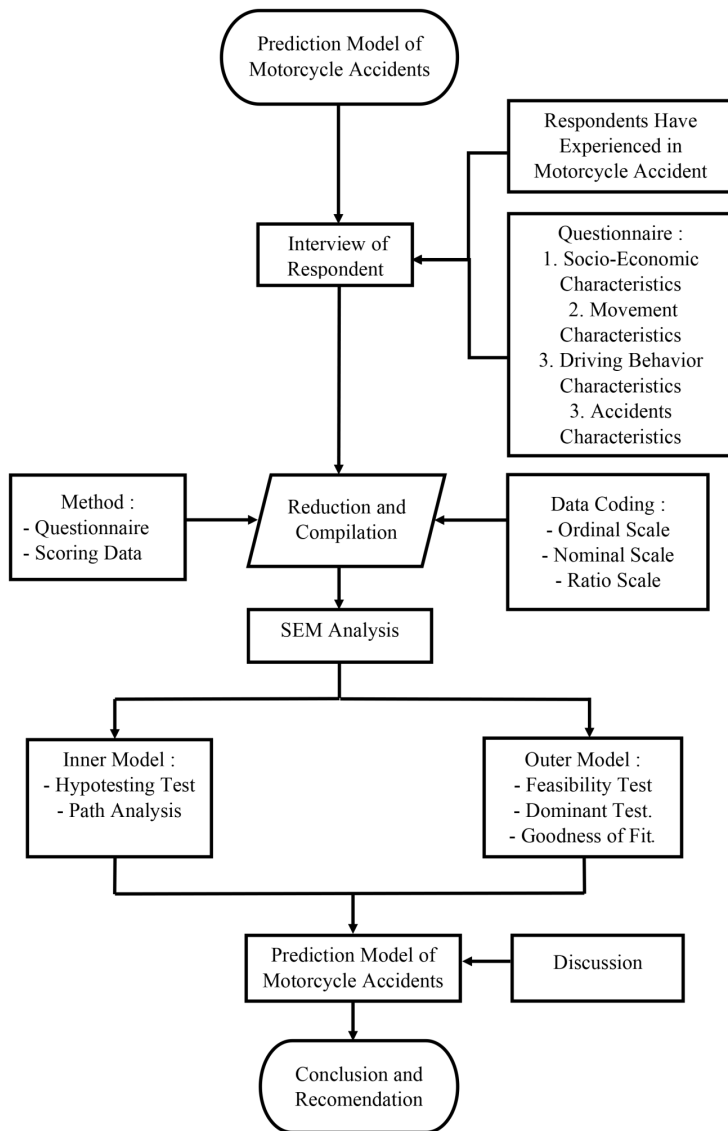 Prediction Model of
Motorcycle Accidents
Respondents Have
Experienced in
Motorcycle Accident
Interview of
Respondent
Questionnaire :
1. Socio-Economic
Characteristics
2. Movement
Characteristics
3. Driving Behavior
Characteristics
3. Accidents
Characteristics
Method :
- Questionnaire
- Scoring Data
Reduction and
Compilation
Data Coding :
- Ordinal Scale
- Nominal Scale
- Ratio Scale
SEM Analysis
Inner Model :
- Hypotesting Test
- Path Analysis
Outer Model :
- Feasibility Test
- Dominant Test.
- Goodness of Fit.
Prediction Model of
Motorcycle Accidents
Discussion
Conclusion and
Recomendation